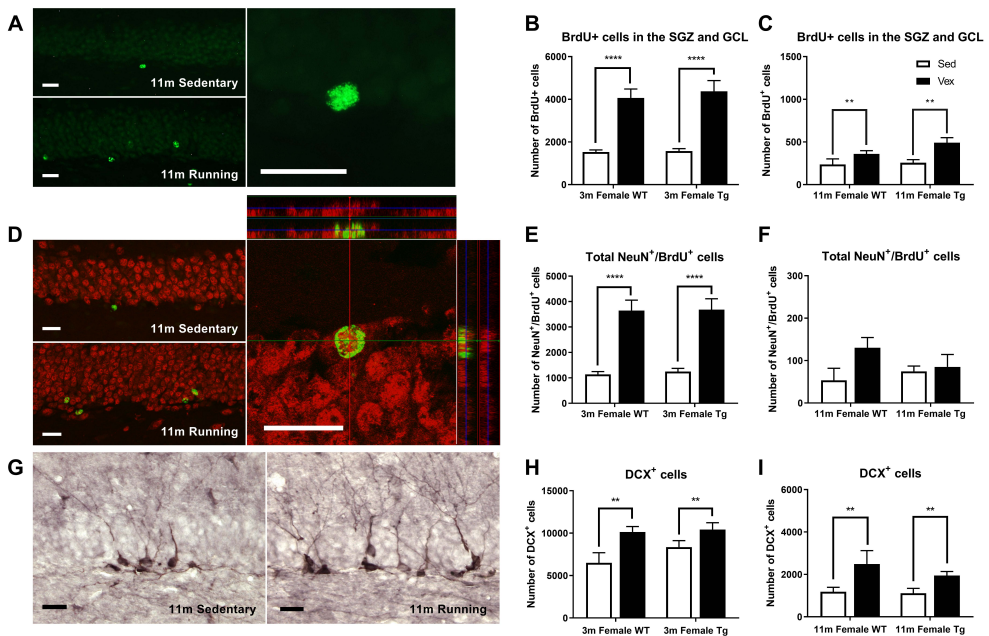 A
11m Sedentary
11m Running
B
BrdU+ cells in the SGZ and GCL
Number of BrdU+ cells
6000
4000
2000
0
****
****
3m Female WT
3m Female Tg
C
BrdU+ cells in the SGZ and GCL
Number of BrdU⁺ cells
1500
1000
500
0
Sed
Vex
**
**
11m Female WT
11m Female Tg
D
11m Sedentary
11m Running
E
Total NeuN⁺/BrdU⁺ cells
Number of NeuN⁺/BrdU⁺ cells
5000
4000
3000
2000
1000
0
****
****
3m Female WT
3m Female Tg
F
Total NeuN⁺/BrdU⁺ cells
Number of NeuN⁺/BrdU⁺ cells
300
200
100
0
11m Female WT
11m Female Tg
G
11m Sedentary
11m Running
H
DCX⁺ cells
Number of DCX⁺ cells
15000
10000
5000
0
**
**
3m Female WT
3m Female Tg
I
DCX⁺ cells
Number of DCX⁺ cells
6000
4000
2000
0
**
**
11m Female WT
11m Female Tg